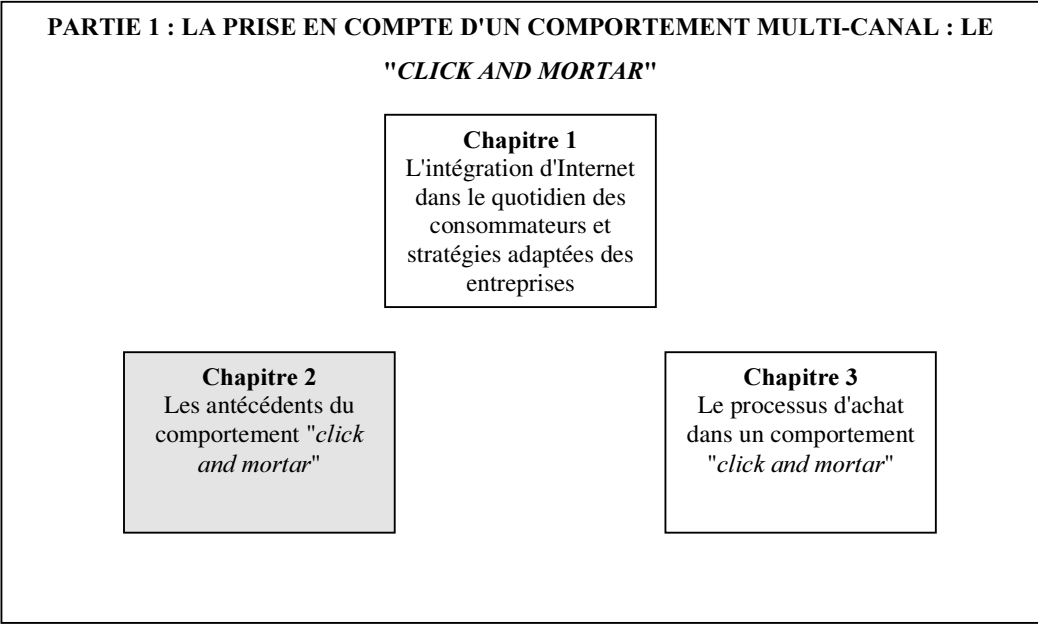 PARTIE 1 : LA PRISE EN COMPTE D'UN COMPORTEMENT MULTI-CANAL : LE
"CLICK AND MORTAR"
Chapitre 1
L'intégration d'Internet
dans le quotidien des
consommateurs et
stratégies adaptées des
entreprises
Chapitre 2
Les antécédents du
comportement "click
and mortar"
Chapitre 3
Le processus d'achat
dans un comportement
"click and mortar"